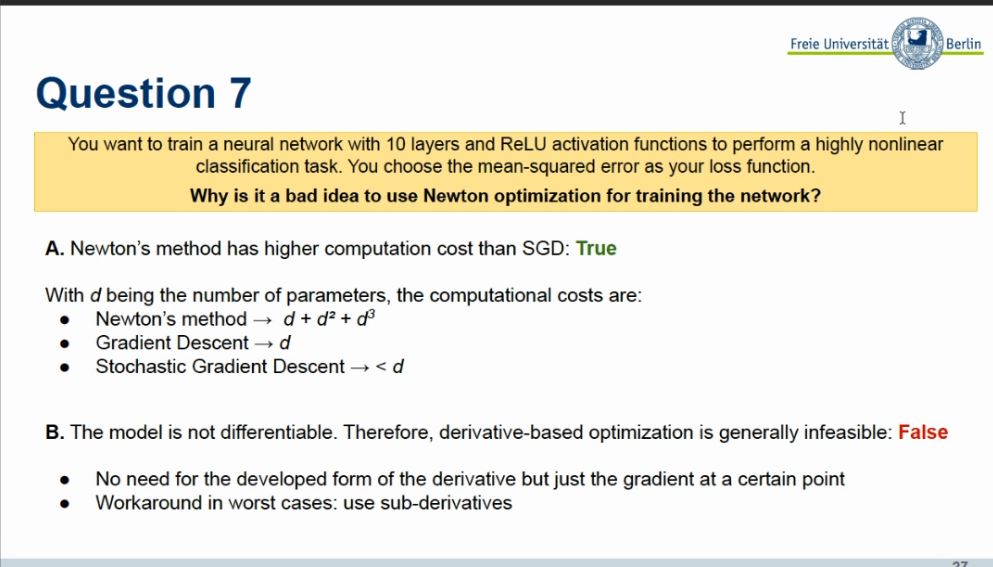 Freie Universität Berlin
Question 7
You want to train a neural network with 10 layers and ReLU activation functions to perform a highly nonlinear
classification task. You choose the mean-squared error as your loss function.
Why is it a bad idea to use Newton optimization for training the network?
A. Newton's method has higher computation cost than SGD: True
With d being the number of parameters, the computational costs are:
● Newton's method → d + d² + d³
● Gradient Descent → d
● Stochastic Gradient Descent → < d
B. The model is not differentiable. Therefore, derivative-based optimization is generally infeasible: False
● No need for the developed form of the derivative but just the gradient at a certain point
● Workaround in worst cases: use sub-derivatives